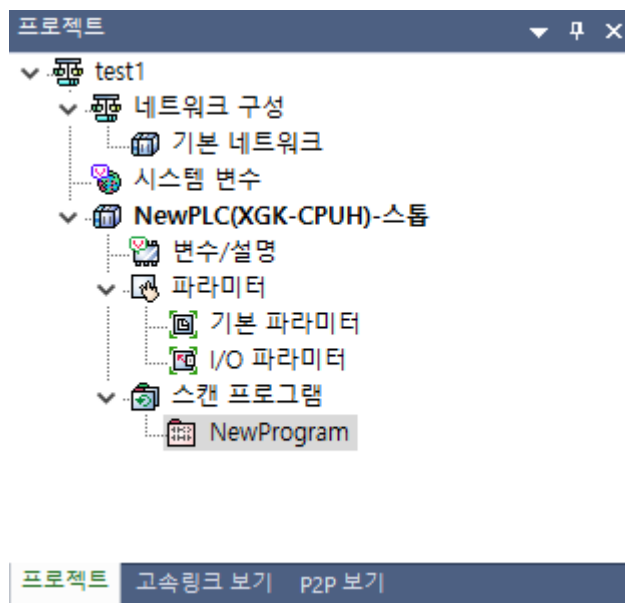 프로젝트
test1
네트워크 구성
기본 네트워크
시스템 변수
NewPLC(XGK-CPUH)-스톱
변수/설명
파라미터
기본 파라미터
I/O 파라미터
스캔 프로그램
NewProgram
프로젝트 고속링크 보기 P2P 보기